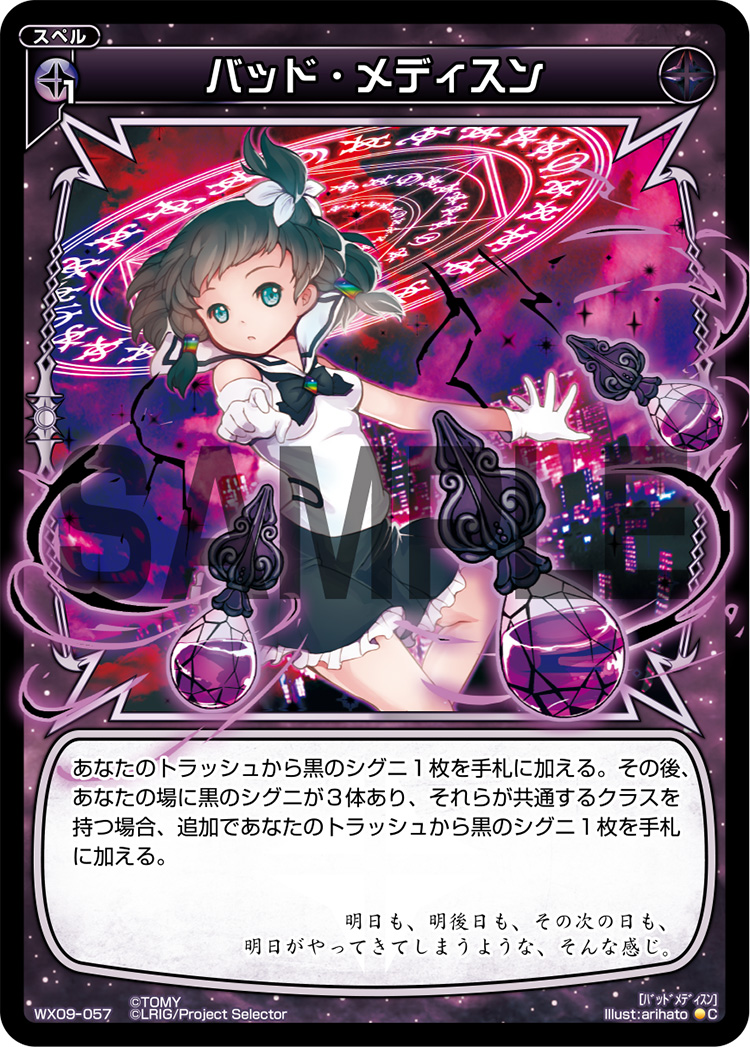 スペル
1
バッド・メディスン
SAMPLE
あなたのトラッシュから黒のシグニ１枚を手札に加える。その後、
あなたの場に黒のシグニが３体あり、それらが共通するクラスを
持つ場合、追加であなたのトラッシュから黒のシグニ１枚を手札
に加える。
明日も、明後日も、その次の日も、
明日がやってきてしまうような、そんな感じ。
WX09-057
©TOMY
©LRIG/Project Selector
[ﾊﾞｯﾄﾞﾒﾃﾞｨｽﾝ]
Illust:arihato C